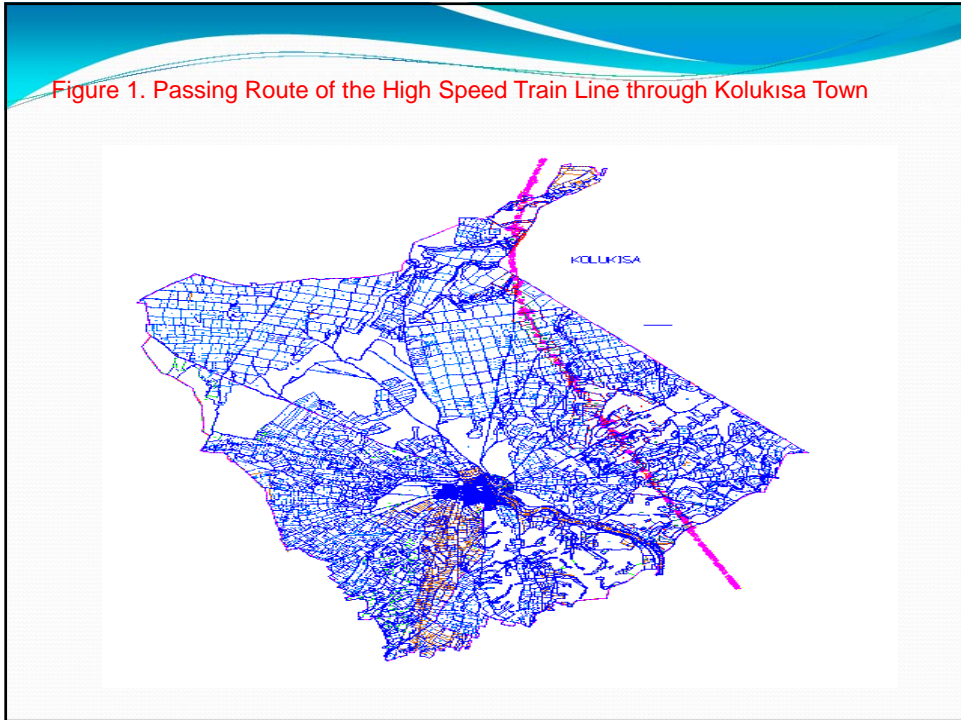 Figure 1. Passing Route of the High Speed Train Line through Kolukısa Town
KOLUKISA